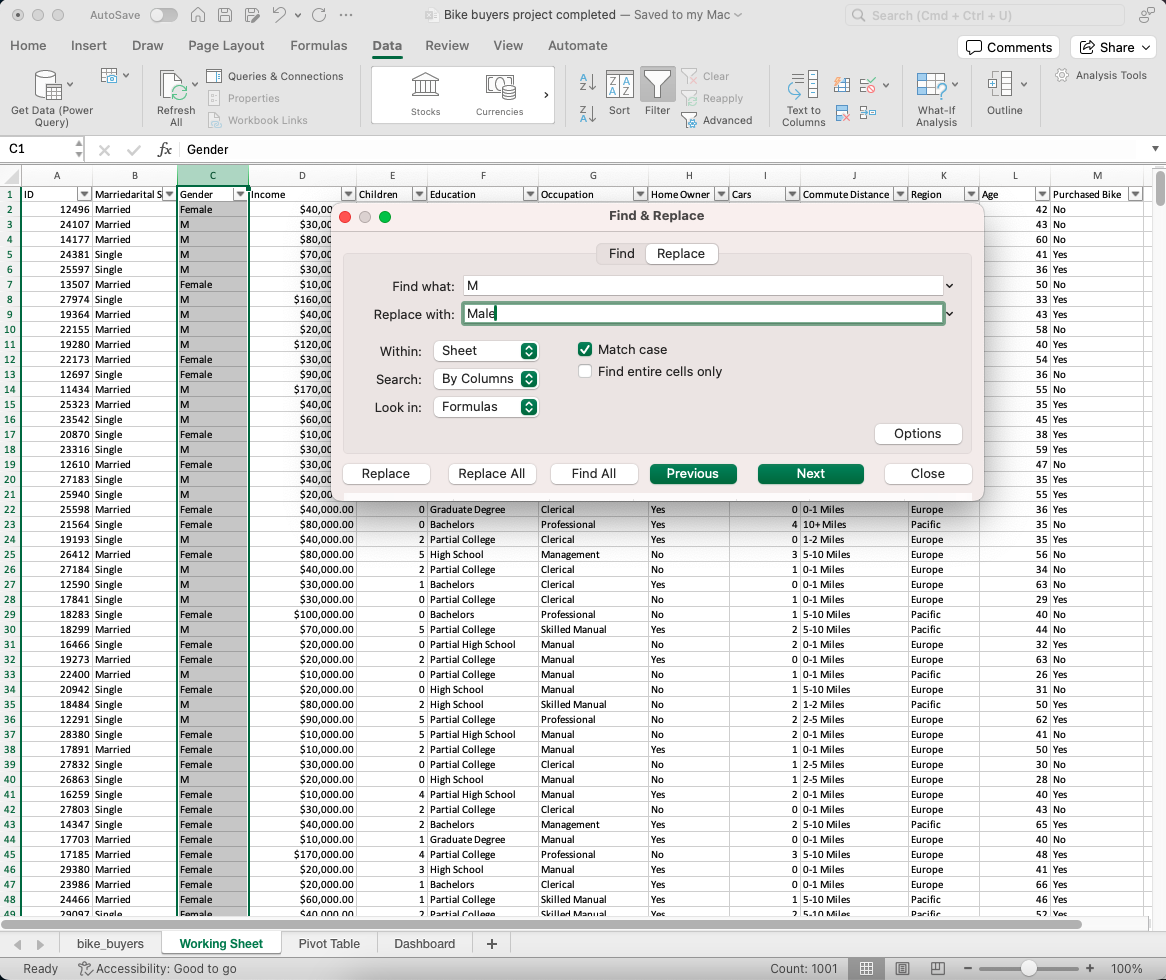 AutoSave
Bike buyers project completed — Saved to my Mac
Search (Cmd + Ctrl + U)
Home Insert Draw Page Layout Formulas Data Review View Automate
Comments Share
Get Data (Power Query)
Refresh All
Queries & Connections
Properties
Workbook Links
Stocks Currencies
Sort Filter
Clear
Reapply
Advanced
Text to Columns
What-If Analysis
Outline
Analysis Tools
C1 fx Gender
A B C D E F G H I J K L M
1 ID Marriedarital S Gender Income Children Education Occupation Home Owner Cars Commute Distance Region Age Purchased Bike
2 12496 Married Female $40,00 42 No
3 24107 Married M $30,00 43 No
4 14177 Married M $80,00 60 No
5 24381 Single M $70,00 41 Yes
6 25597 Single M $30,00 36 Yes
7 13507 Married Female $10,00 50 No
8 27974 Single M $160,00 33 Yes
9 19364 Married M $40,00 43 Yes
10 22155 Married M $20,00 58 No
11 19280 Married M $120,00 40 Yes
12 22173 Married Female $30,00 54 Yes
13 12697 Single Female $90,00 36 No
14 11434 Married M $170,00 55 No
15 25323 Married M $40,00 35 Yes
16 23542 Single M $60,00 45 Yes
17 20870 Single Female $10,00 38 Yes
18 23316 Single M $30,00 59 Yes
19 12610 Married Female $30,00 47 No
20 27183 Single M $40,00 35 Yes
21 25940 Single M $20,00 55 Yes
Find & Replace
Find Replace
Find what: M
Replace with: Male
Within: Sheet
Match case
Search: By Columns
Find entire cells only
Look in: Formulas
Options
Replace Replace All Find All Previous Next Close
22 25598 Married Female $40,000.00 0 Graduate Degree Clerical Yes 0 0-1 Miles Europe 36 Yes
23 21564 Single Female $80,000.00 0 Bachelors Professional Yes 4 10+ Miles Pacific 35 No
24 19193 Single M $40,000.00 2 Partial College Clerical Yes 0 1-2 Miles Europe 35 Yes
25 26412 Married Female $80,000.00 5 High School Management No 3 5-10 Miles Europe 56 No
26 27184 Single M $40,000.00 2 Partial College Clerical No 1 0-1 Miles Europe 34 No
27 12590 Single M $30,000.00 1 Bachelors Clerical Yes 0 0-1 Miles Europe 63 No
28 17841 Single M $30,000.00 0 Partial College Clerical No 1 0-1 Miles Europe 29 Yes
29 18283 Single Female $100,000.00 0 Bachelors Professional No 1 5-10 Miles Pacific 40 No
30 18299 Married M $70,000.00 5 Partial College Skilled Manual Yes 2 5-10 Miles Pacific 44 No
31 16466 Single Female $20,000.00 0 Partial High School Manual No 2 0-1 Miles Europe 32 Yes
32 19273 Married Female $20,000.00 2 Partial College Manual Yes 0 0-1 Miles Europe 63 No
33 22400 Married M $10,000.00 0 Partial College Manual No 1 0-1 Miles Pacific 26 Yes
34 20942 Single Female $20,000.00 0 High School Manual No 1 5-10 Miles Europe 31 No
35 18484 Single M $80,000.00 2 High School Skilled Manual No 2 1-2 Miles Pacific 50 Yes
36 12291 Single M $90,000.00 5 Partial College Professional No 2 2-5 Miles Europe 62 Yes
37 28380 Single Female $10,000.00 5 Partial High School Manual No 2 0-1 Miles Europe 41 No
38 17891 Married Female $10,000.00 2 Partial College Manual Yes 1 0-1 Miles Europe 50 Yes
39 27832 Single Female $30,000.00 0 Partial College Clerical No 1 2-5 Miles Europe 30 No
40 26863 Single M $20,000.00 0 High School Manual No 1 2-5 Miles Europe 28 No
41 16259 Single Female $10,000.00 4 Partial High School Manual Yes 2 0-1 Miles Europe 40 Yes
42 27803 Single Female $30,000.00 2 Partial College Clerical No 0 0-1 Miles Europe 43 No
43 14347 Single Female $40,000.00 2 Bachelors Management Yes 2 5-10 Miles Pacific 65 Yes
44 17703 Married Female $10,000.00 1 Graduate Degree Manual Yes 0 0-1 Miles Europe 40 No
45 17185 Married Female $170,000.00 4 Partial College Professional No 3 5-10 Miles Europe 48 Yes
46 29380 Married Female $20,000.00 3 High School Manual Yes 0 0-1 Miles Europe 41 Yes
47 23986 Married Female $20,000.00 1 Bachelors Clerical Yes 0 0-1 Miles Europe 66 Yes
48 24466 Married Female $60,000.00 1 Partial College Skilled Manual Yes 1 5-10 Miles Pacific 46 Yes
49 29097 Single Female $40,000.00 2 Partial College Skilled Manual Yes 2 5-10 Miles Pacific 52 Yes
bike_buyers Working Sheet Pivot Table Dashboard +
Ready Accessibility: Good to go Count: 1001 100%